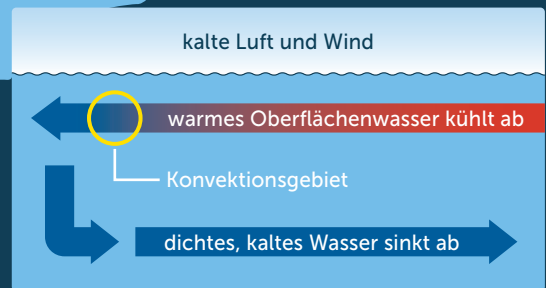 kalte Luft und Wind
warmes Oberflächenwasser kühlt ab
Konvektionsgebiet
dichtes, kaltes Wasser sinkt ab